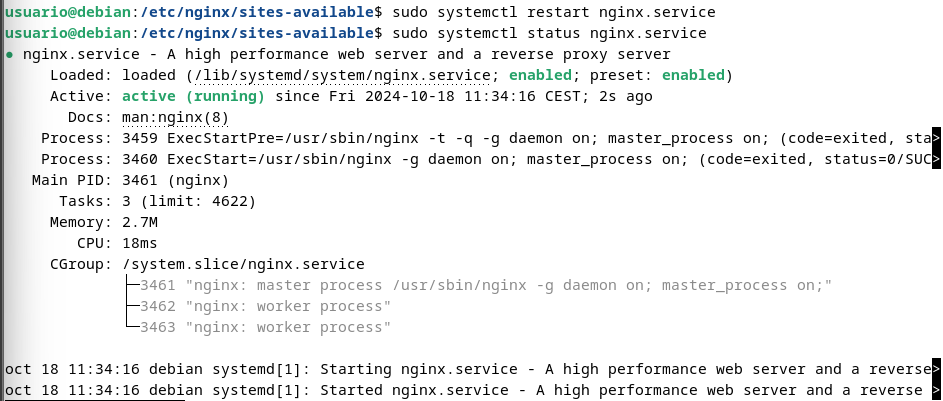 usuario@debian:/etc/nginx/sites-available$ sudo systemctl restart nginx.service
usuario@debian:/etc/nginx/sites-available$ sudo systemctl status nginx.service
● nginx.service - A high performance web server and a reverse proxy server
     Loaded: loaded (/lib/systemd/system/nginx.service; enabled; preset: enabled)
     Active: active (running) since Fri 2024-10-18 11:34:16 CEST; 2s ago
       Docs: man:nginx(8)
    Process: 3459 ExecStartPre=/usr/sbin/nginx -t -q -g daemon on; master_process on; (code=exited, sta>
    Process: 3460 ExecStart=/usr/sbin/nginx -g daemon on; master_process on; (code=exited, status=0/SUC>
   Main PID: 3461 (nginx)
      Tasks: 3 (limit: 4622)
     Memory: 2.7M
        CPU: 18ms
     CGroup: /system.slice/nginx.service
             ├─3461 "nginx: master process /usr/sbin/nginx -g daemon on; master_process on;"
             ├─3462 "nginx: worker process"
             └─3463 "nginx: worker process"
oct 18 11:34:16 debian systemd[1]: Starting nginx.service - A high performance web server and a reverse>
oct 18 11:34:16 debian systemd[1]: Started nginx.service - A high performance web server and a reverse >